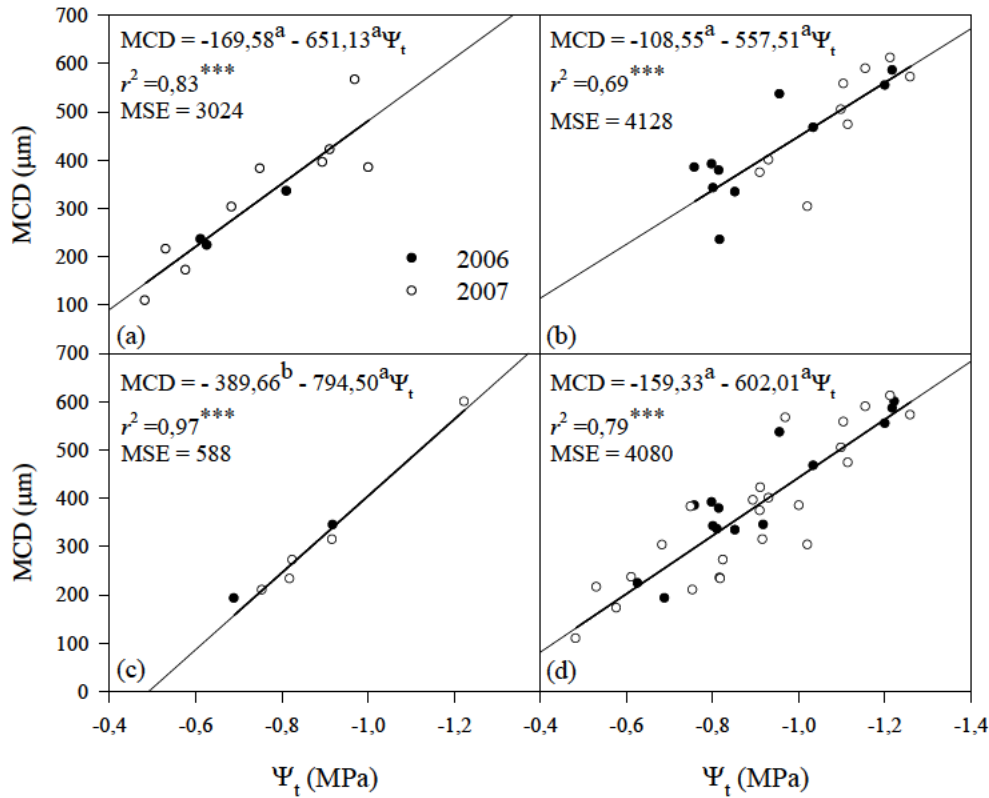 700
600
500
400
300
200
100
MCD (μm)
MCD = -169,58ᵃ - 651,13ᵃΨₜ
r² =0,83***
MSE = 3024
2006
2007
(a)
MCD = -108,55ᵃ - 557,51ᵃΨₜ
r² =0,69***
MSE = 4128
(b)
700
600
500
400
300
200
100
0
MCD (μm)
MCD = - 389,66ᵇ - 794,50ᵃΨₜ
r² =0,97***
MSE = 588
(c)
MCD = -159,33ᵃ - 602,01ᵃΨₜ
r² =0,79***
MSE = 4080
(d)
-0,4 -0,6 -0,8 -1,0 -1,2 -0,4 -0,6 -0,8 -1,0 -1,2 -1,4
Ψₜ (MPa) Ψₜ (MPa)